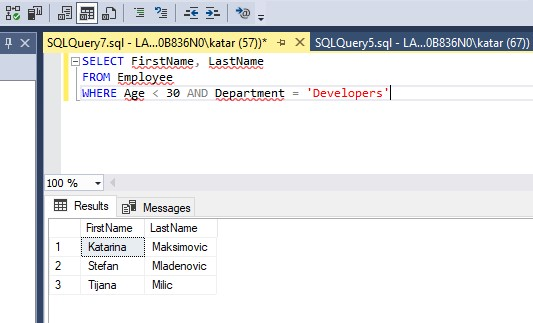 SQLQuery7.sql - LA...0B836N0\katar (57))*
SQLQuery5.sql - LA...0B836N0\katar (67))
SELECT FirstName, LastName
FROM Employee
WHERE Age < 30 AND Department = 'Developers'
100 %
Results
Messages
FirstName LastName
1 Katarina Maksimovic
2 Stefan Mladenovic
3 Tijana Milic